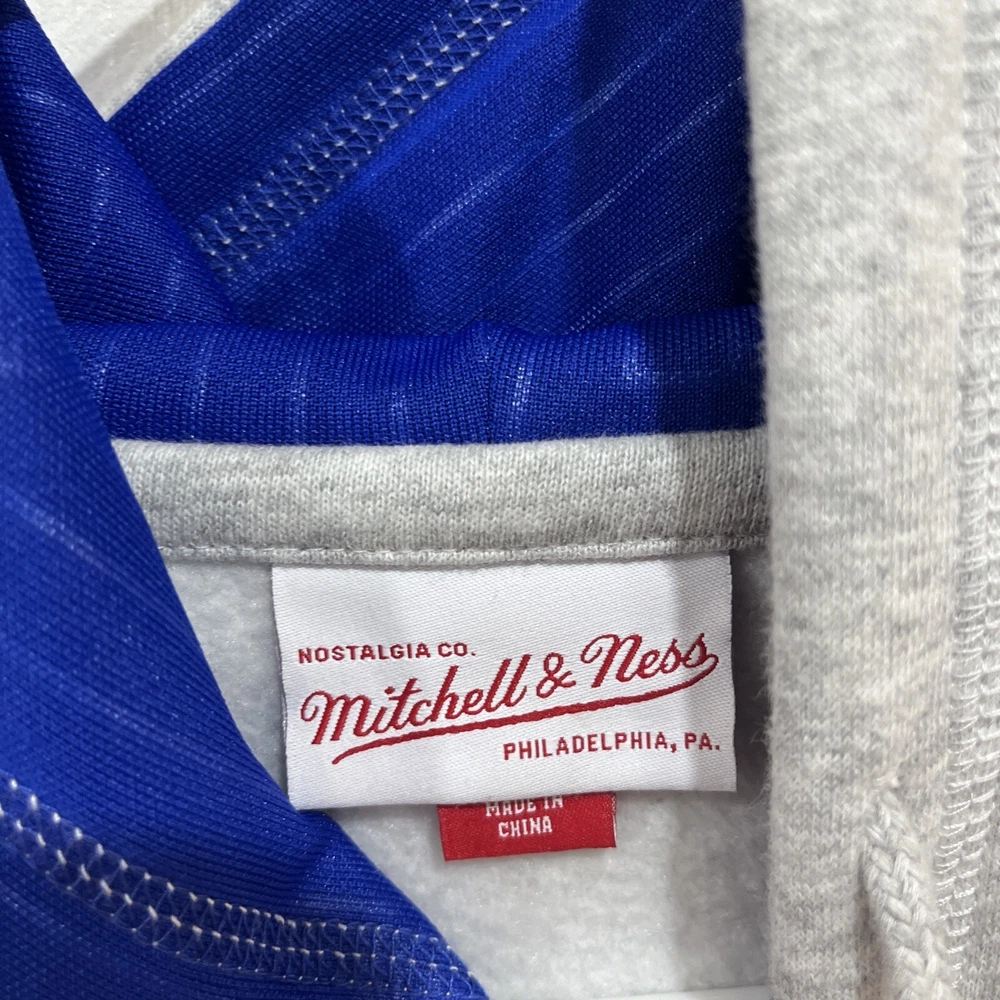 NOSTALGIA CO.
Mitchell & Ness
PHILADELPHIA, PA.
MADE IN
CHINA